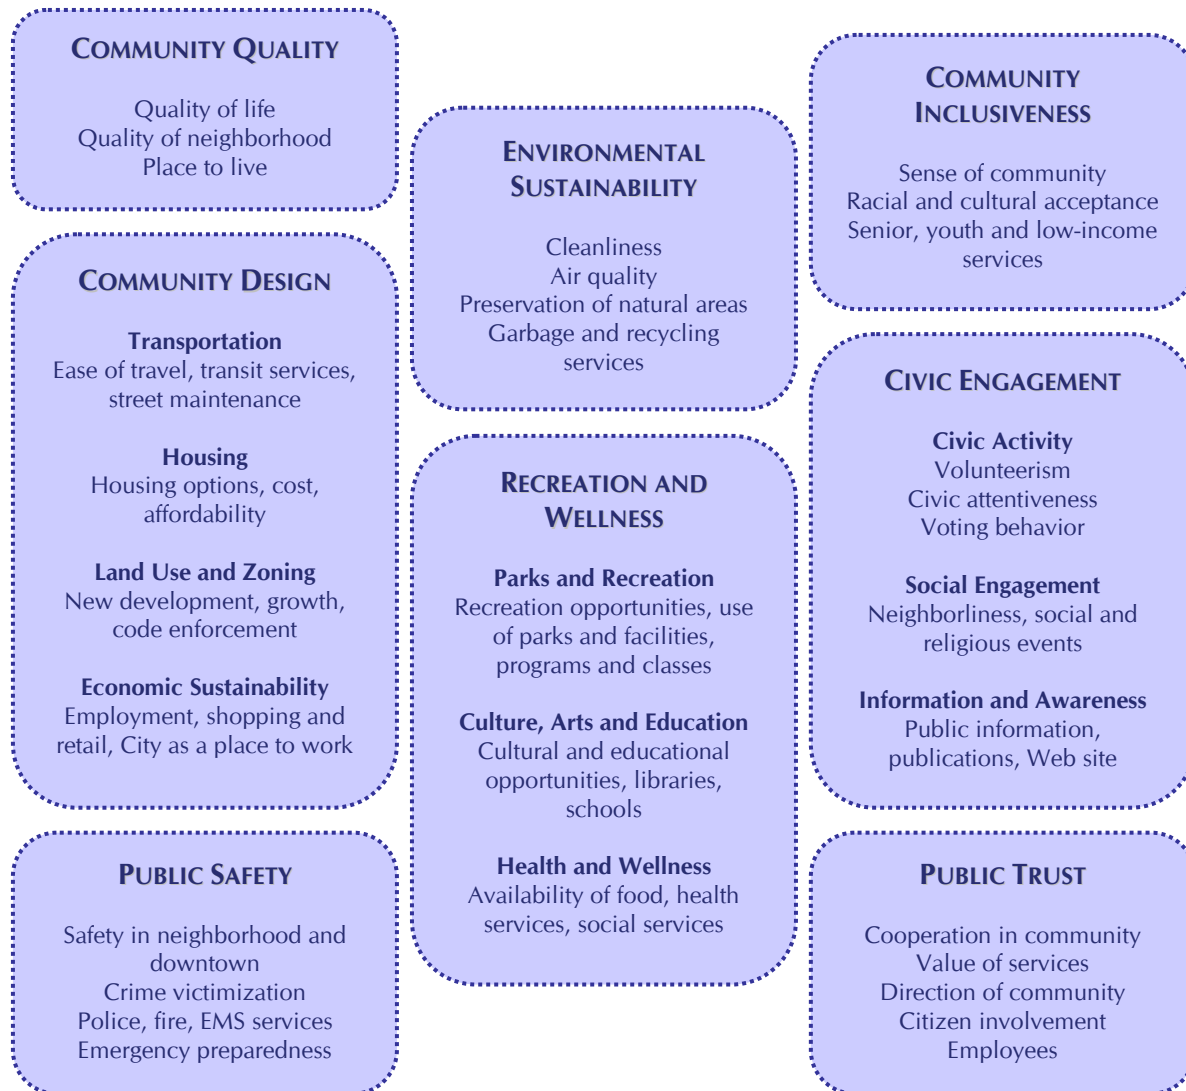 COMMUNITY QUALITY
Quality of life
Quality of neighborhood
Place to live
COMMUNITY DESIGN
Transportation
Ease of travel, transit services,
street maintenance
Housing
Housing options, cost,
affordability
Land Use and Zoning
New development, growth,
code enforcement
Economic Sustainability
Employment, shopping and
retail, City as a place to work
PUBLIC SAFETY
Safety in neighborhood and
downtown
Crime victimization
Police, fire, EMS services
Emergency preparedness
ENVIRONMENTAL
SUSTAINABILITY
Cleanliness
Air quality
Preservation of natural areas
Garbage and recycling
services
RECREATION AND
WELLNESS
Parks and Recreation
Recreation opportunities, use
of parks and facilities,
programs and classes
Culture, Arts and Education
Cultural and educational
opportunities, libraries,
schools
Health and Wellness
Availability of food, health
services, social services
COMMUNITY
INCLUSIVENESS
Sense of community
Racial and cultural acceptance
Senior, youth and low-income
services
CIVIC ENGAGEMENT
Civic Activity
Volunteerism
Civic attentiveness
Voting behavior
Social Engagement
Neighborliness, social and
religious events
Information and Awareness
Public information,
publications, Web site
PUBLIC TRUST
Cooperation in community
Value of services
Direction of community
Citizen involvement
Employees